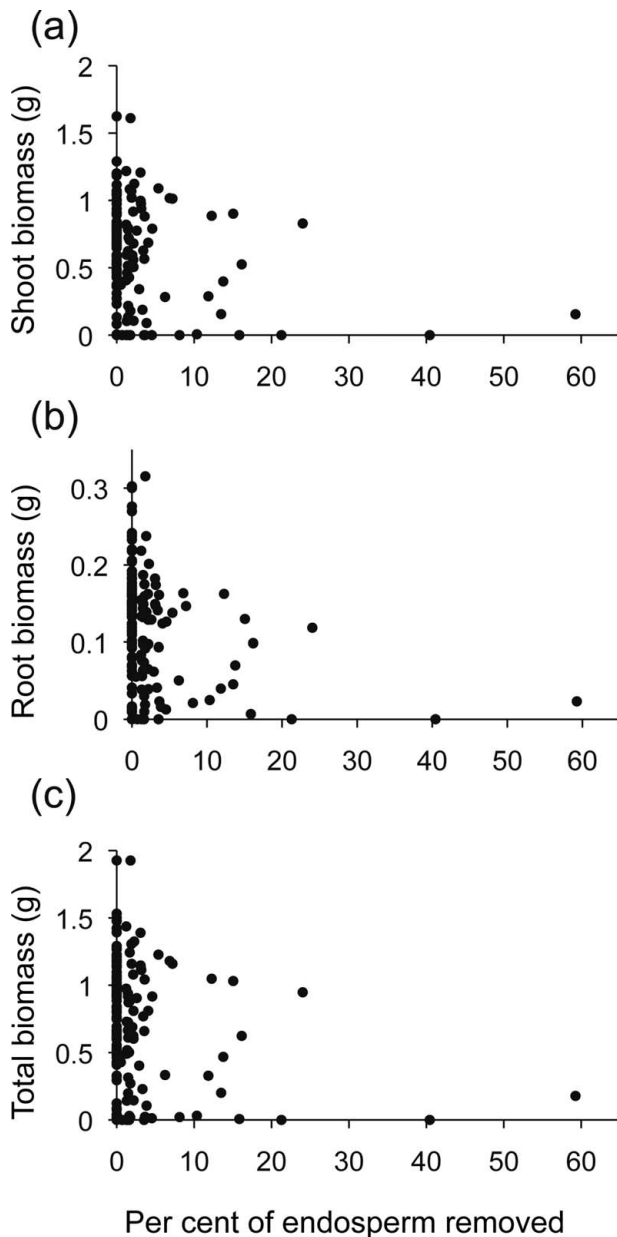 (a)
Shoot biomass (g)
2
1.5
1
0.5
0
0 10 20 30 40 50 60
(b)
Root biomass (g)
0.3
0.2
0.1
0
0 10 20 30 40 50 60
(c)
Total biomass (g)
2
1.5
1
0.5
0
0 10 20 30 40 50 60
Per cent of endosperm removed